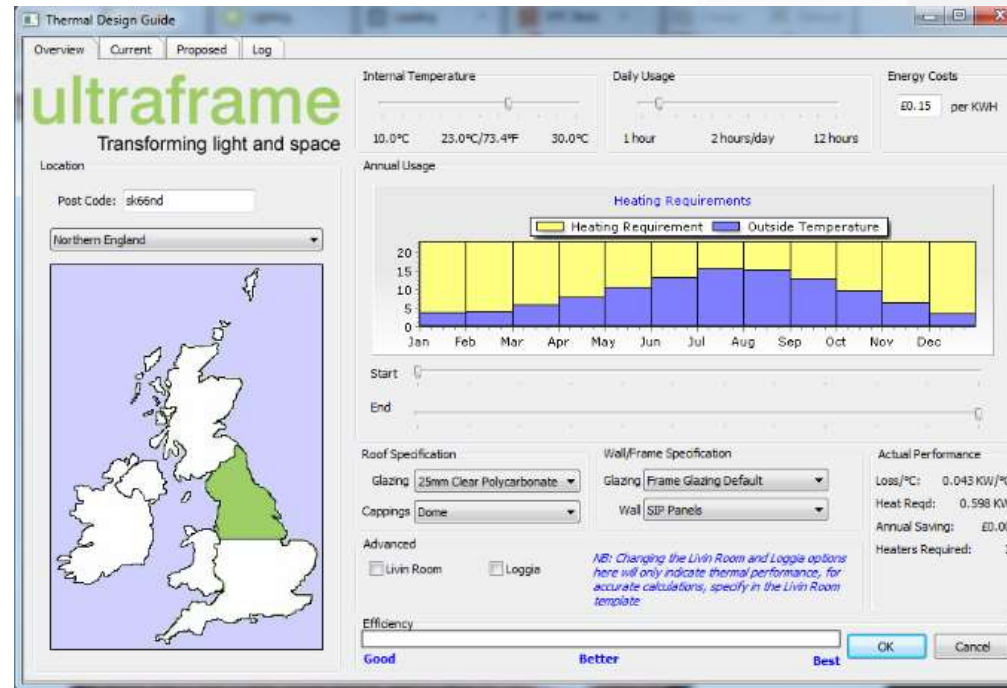 Thermal Design Guide
Overview Current Proposed Log
ultraframe
Transforming light and space
Location
Post Code: sk66nd
Northern England
Internal Temperature
10.0°C 23.0°C/73.4°F 30.0°C
Daily Usage
1 hour 2 hours/day 12 hours
Energy Costs
£0.15 per KWH
Annual Usage
Heating Requirements
Heating Requirement Outside Temperature
20
15
10
5
0
Jan Feb Mar Apr May Jun Jul Aug Sep Oct Nov Dec
Start
End
Roof Specification
Glazing 25mm Clear Polycarbonate
Cappings Dome
Wall/Frame Specification
Glazing Frame Glazing Default
Wall SIP Panels
Actual Performance
Loss/°C: 0.043 KW/°C
Heat Reqd: 0.598 KW
Annual Saving: £0.00
Heaters Required:
Advanced
Livin Room Loggia
NB: Changing the Livin Room and Loggia options
here will only indicate thermal performance, for
accurate calculations, specify in the Livin Room
template
Efficiency
Good Better Best
OK Cancel